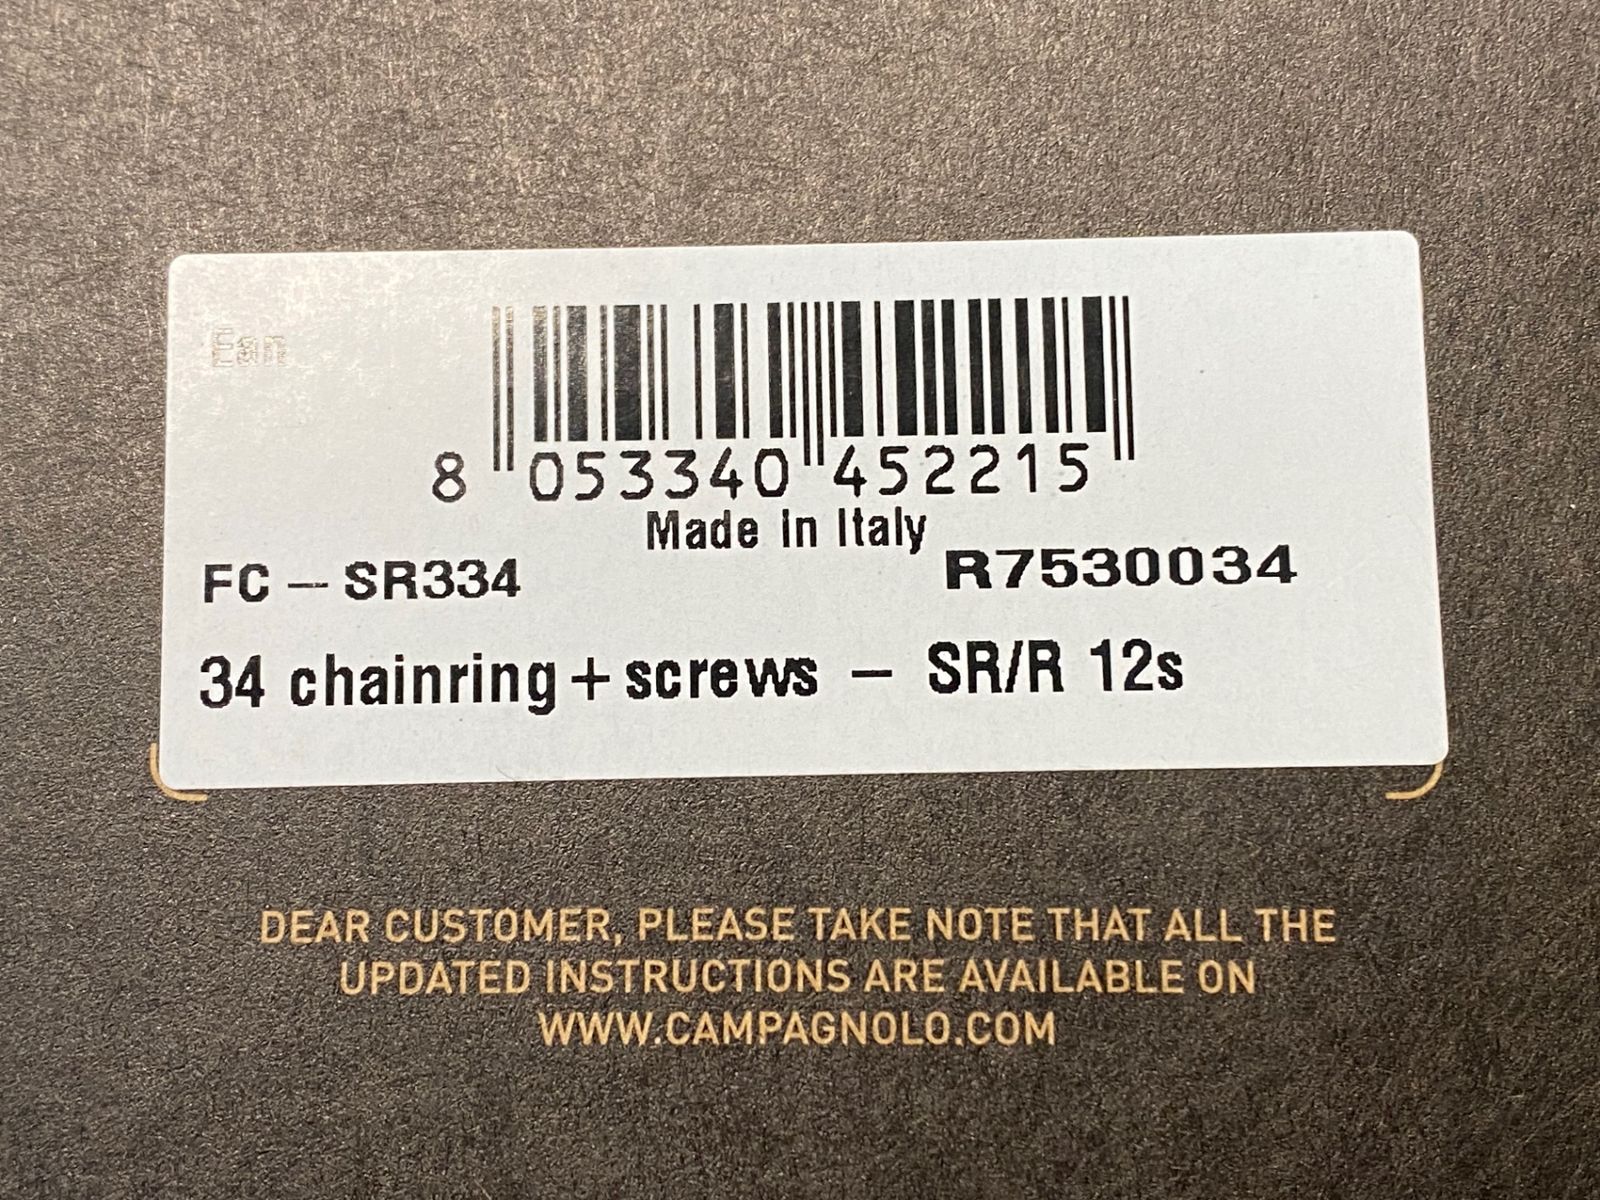 Ean
8 053340 452215
Made in Italy
FC – SR334
R7530034
34 chainring + screws – SR/R 12s
DEAR CUSTOMER, PLEASE TAKE NOTE THAT ALL THE
UPDATED INSTRUCTIONS ARE AVAILABLE ON
WWW.CAMPAGNOLO.COM